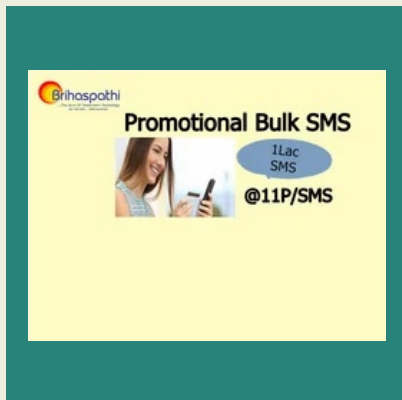 Brihaspathi
Promotional Bulk SMS
1Lac
SMS
@11P/SMS